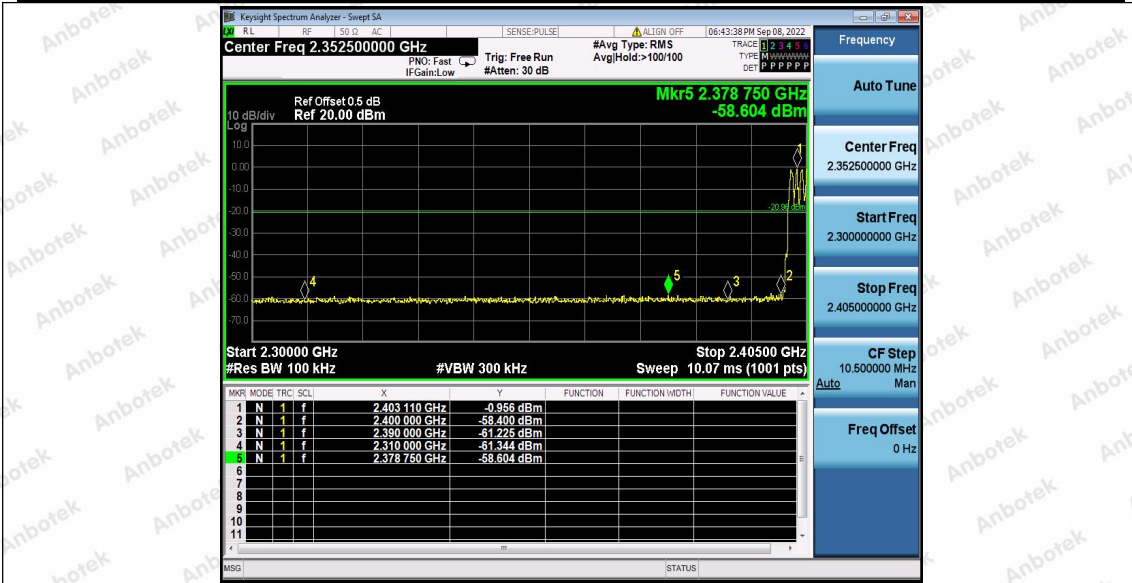 Keysight Spectrum Analyzer - Swept SA
RL RF 50 Ω AC SENSE:PULSE ALIGN OFF 06:43:38 PM Sep 08, 2022
Center Freq 2.352500000 GHz
PNO: Fast
IFGain:Low
Trig: Free Run
#Atten: 30 dB
#Avg Type: RMS
Avg|Hold:>100/100
TRACE 1 2 3 4 5 6
TYPE M WWWWW
DET P P P P P P
Frequency
Auto Tune
Center Freq
2.352500000 GHz
Start Freq
2.300000000 GHz
Stop Freq
2.405000000 GHz
CF Step
10.500000 MHz
Auto Man
Freq Offset
0 Hz
Mkr5 2.378 750 GHz
-58.604 dBm
Ref Offset 0.5 dB
10 dB/div Ref 20.00 dBm
Log
10.0
0.00
-10.0
-20.0
-30.0
-40.0
-50.0
-60.0
-70.0
1
2
3
4
5
Start 2.30000 GHz Stop 2.40500 GHz
#Res BW 100 kHz #VBW 300 kHz Sweep 10.07 ms (1001 pts)
MKR MODE TRC SCL X Y FUNCTION FUNCTION WIDTH FUNCTION VALUE
1 N 1 f 2.403 110 GHz -0.956 dBm
2 N 1 f 2.400 000 GHz -58.400 dBm
3 N 1 f 2.390 000 GHz -61.225 dBm
4 N 1 f 2.310 000 GHz -61.344 dBm
5 N 1 f 2.378 750 GHz -58.604 dBm
6
7
8
9
10
11
MSG STATUS
Anbotek